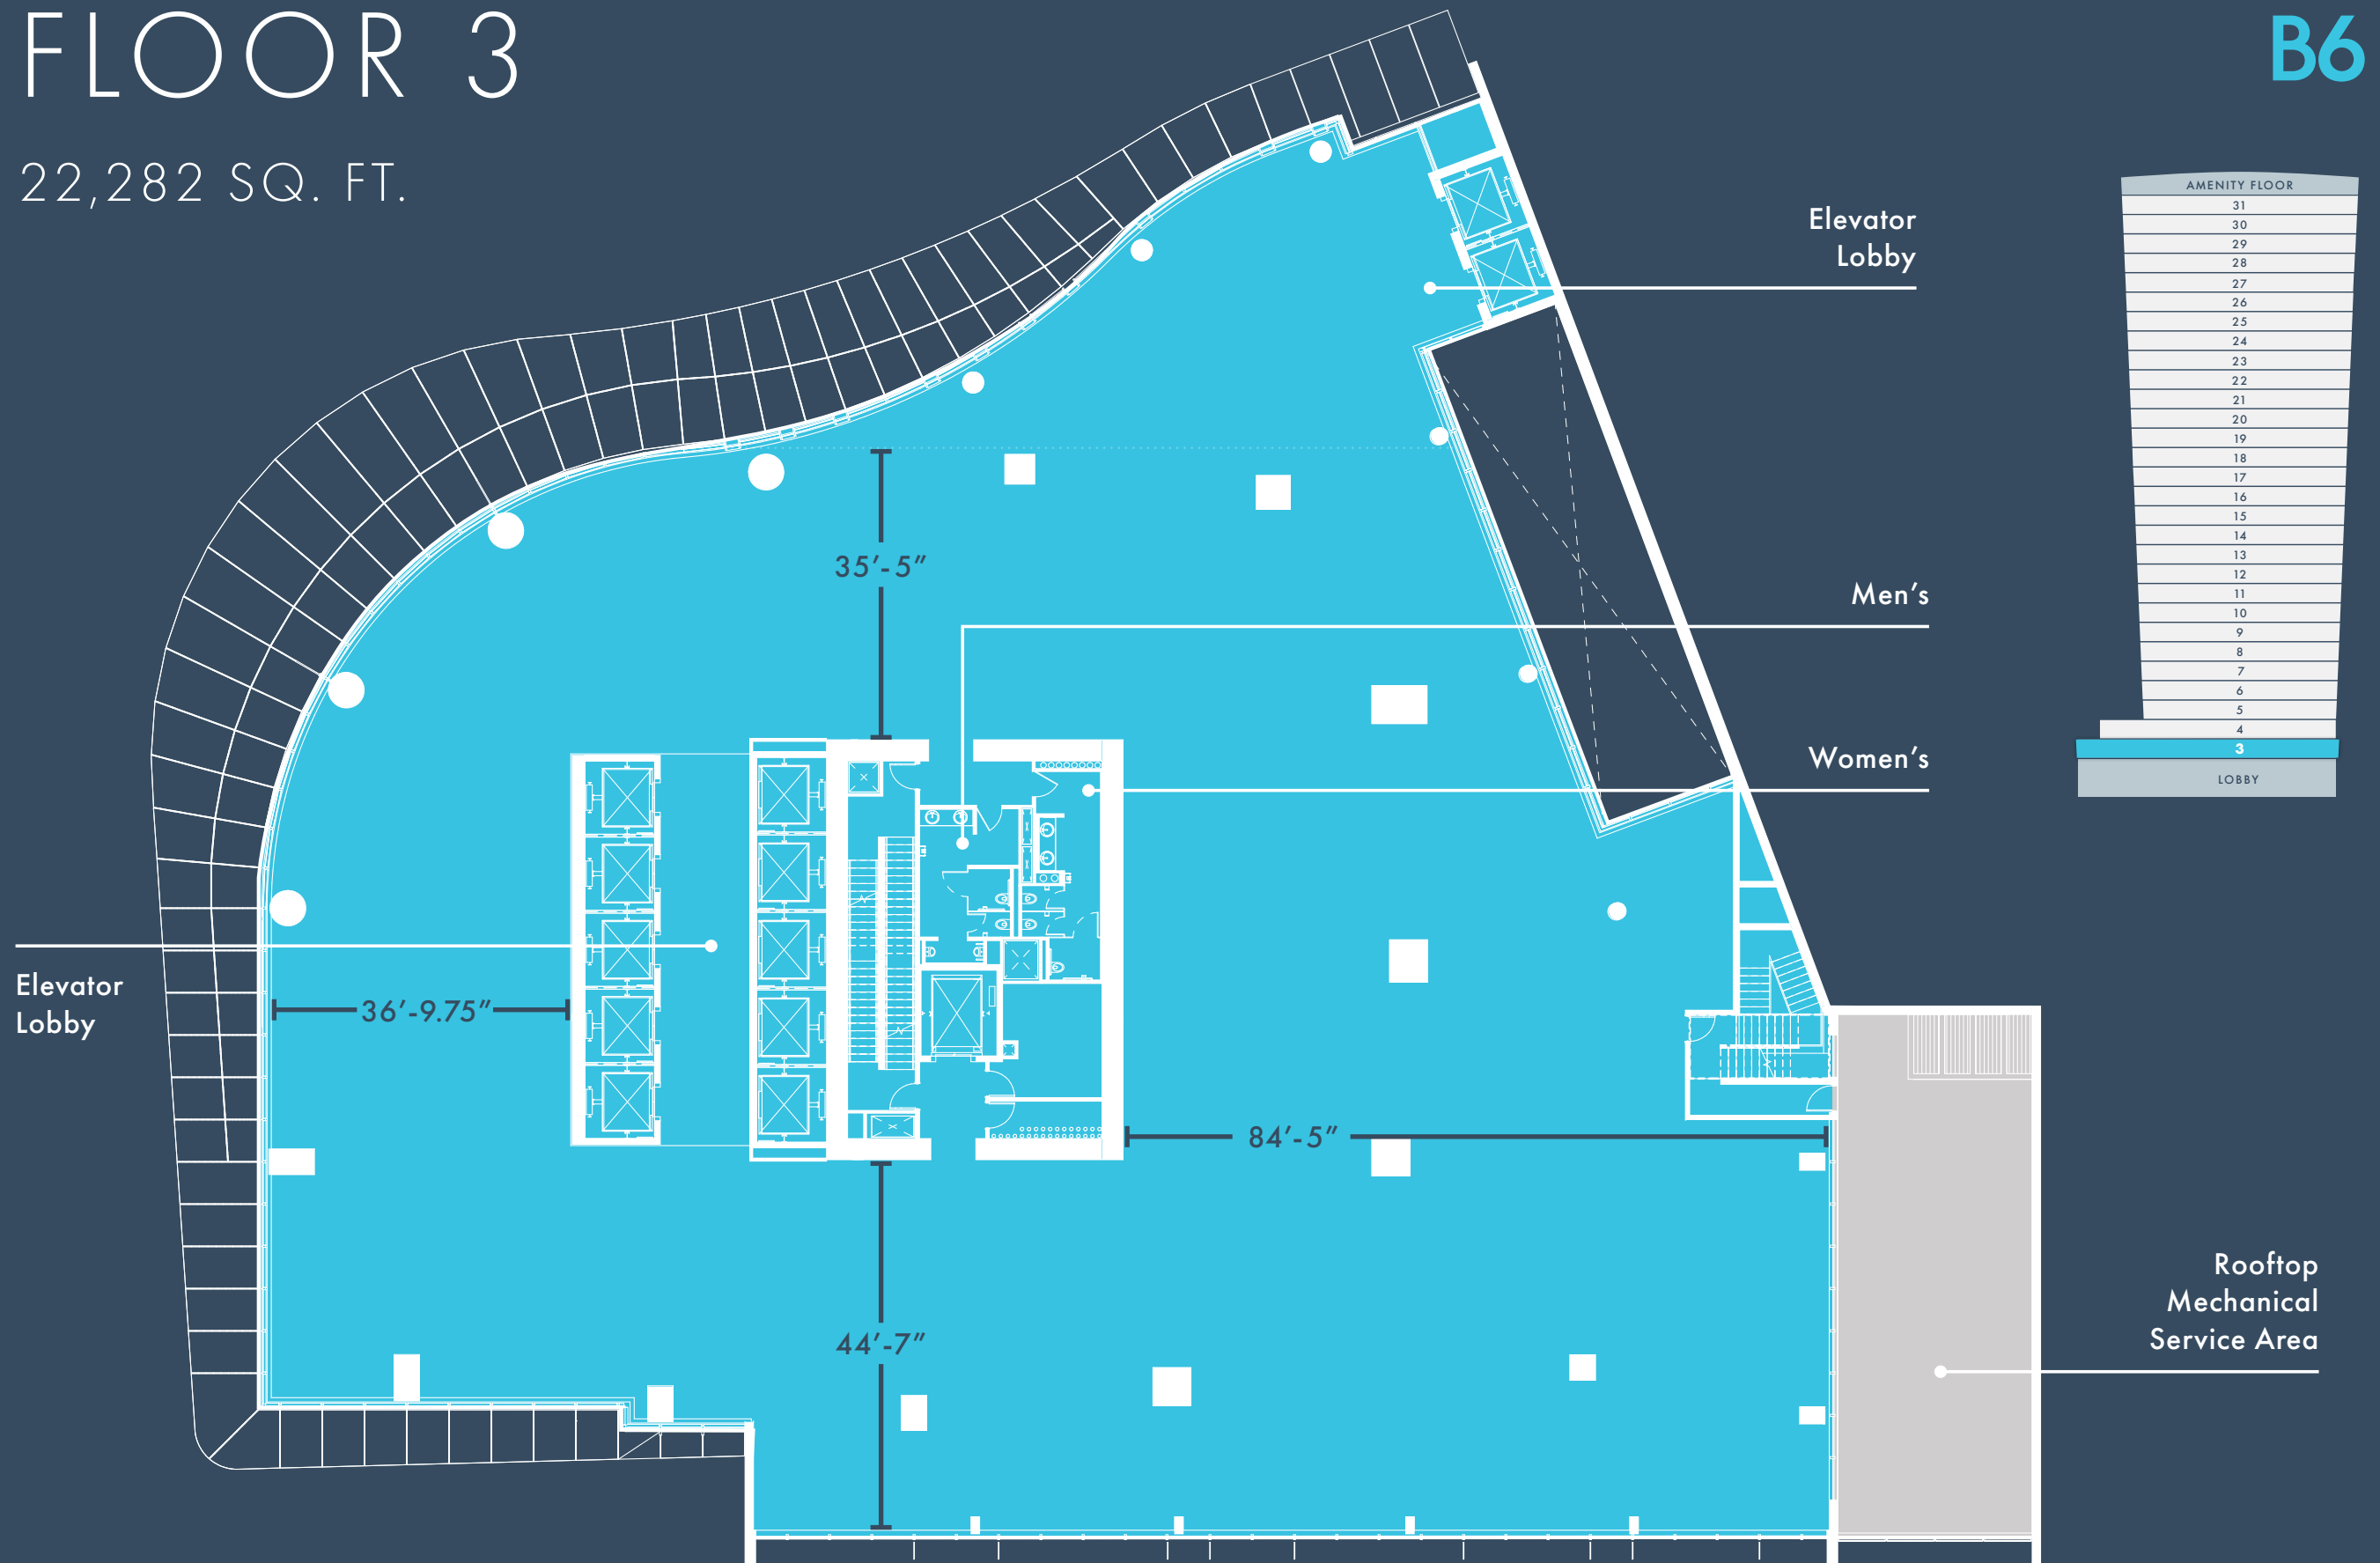 FLOOR 3
22,282 SQ. FT.
B6
AMENITY FLOOR
31
30
29
28
27
26
25
24
23
22
21
20
19
18
17
16
15
14
13
12
11
10
9
8
7
6
5
4
3
LOBBY
Elevator
Lobby
35’-5”
Men’s
Women’s
Elevator
Lobby
36’-9.75”
84’-5”
44’-7”
Rooftop
Mechanical
Service Area